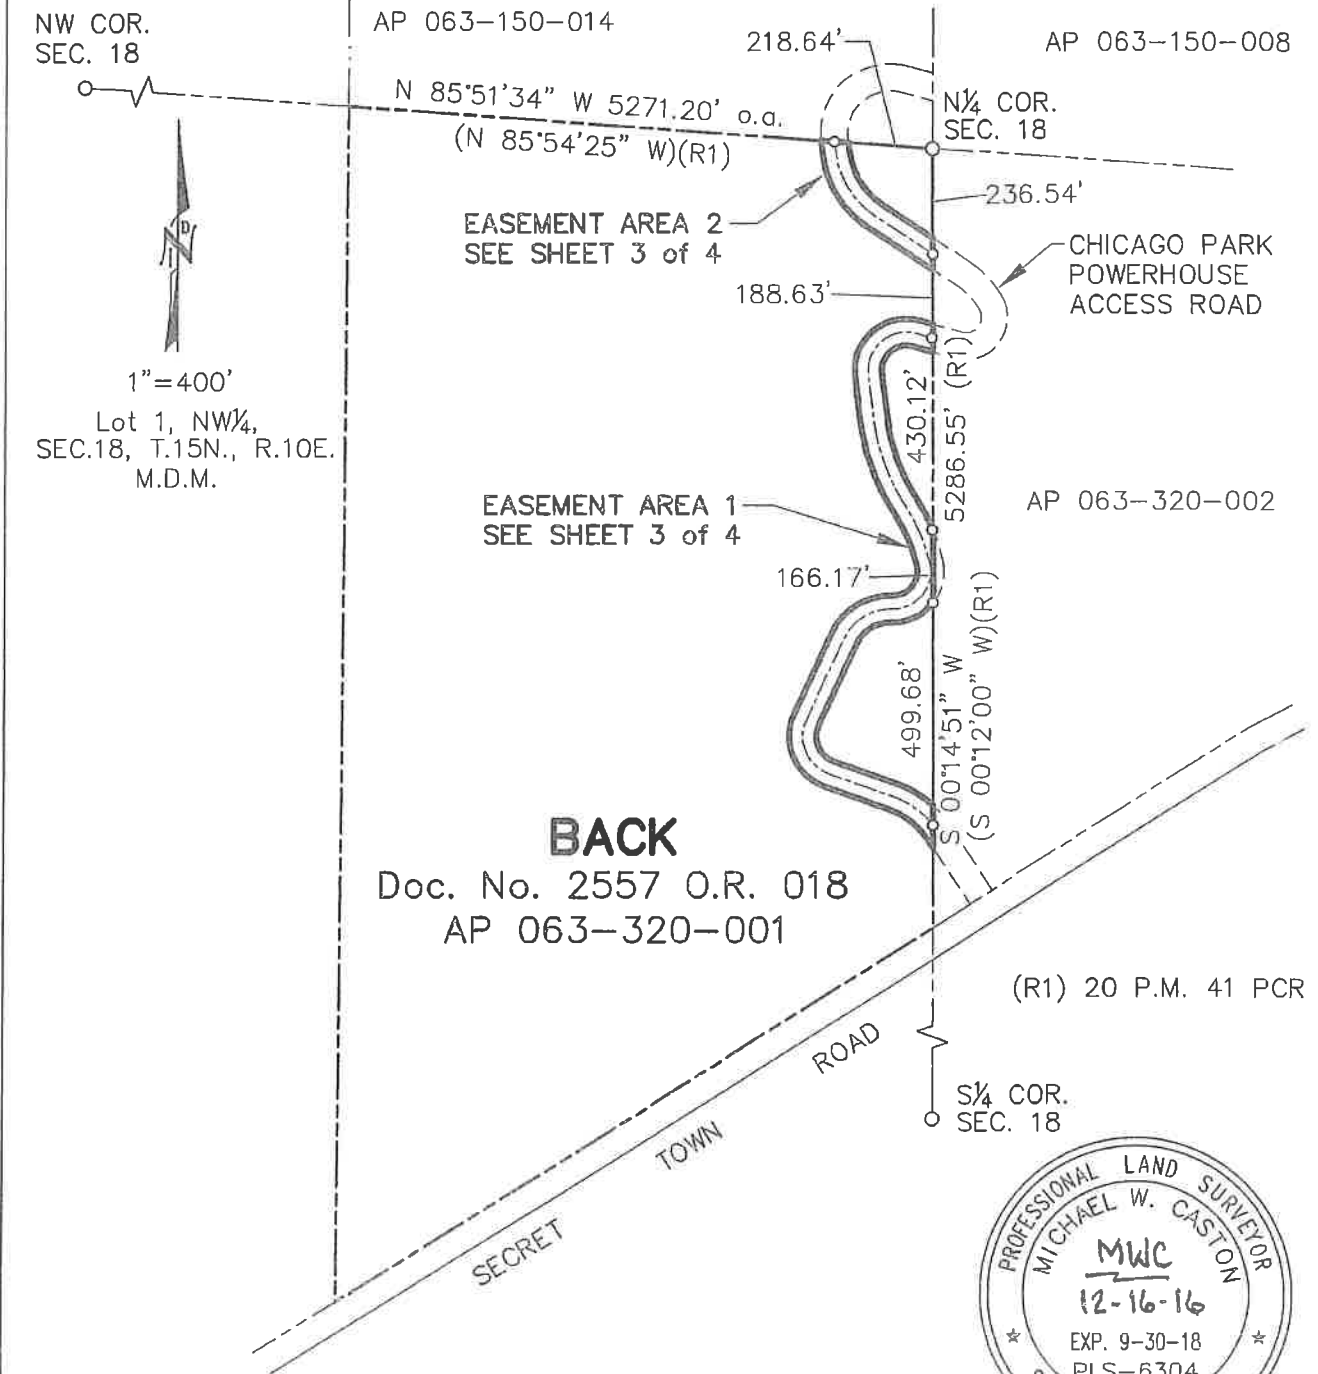 NW COR.
SEC. 18
AP 063-150-014
218.64'
AP 063-150-008
N 85°51'34" W 5271.20' o.a.
(N 85°54'25" W)(R1)
N¼ COR.
SEC. 18
236.54'
EASEMENT AREA 2
SEE SHEET 3 of 4
CHICAGO PARK
POWERHOUSE
ACCESS ROAD
188.63'
1"=400'
Lot 1, NW¼,
SEC.18, T.15N., R.10E.
M.D.M.
430.12'
5286.55' (R1)
EASEMENT AREA 1
SEE SHEET 3 of 4
AP 063-320-002
166.17'
499.68'
S 00°14'51" W
(S 00°12'00" W)(R1)
BACK
Doc. No. 2557 O.R. 018
AP 063-320-001
(R1) 20 P.M. 41 PCR
SECRET TOWN ROAD
S¼ COR.
SEC. 18
PROFESSIONAL LAND SURVEYOR
MICHAEL W. CASTON
MWC
12-16-16
EXP. 9-30-18
PLS-6304